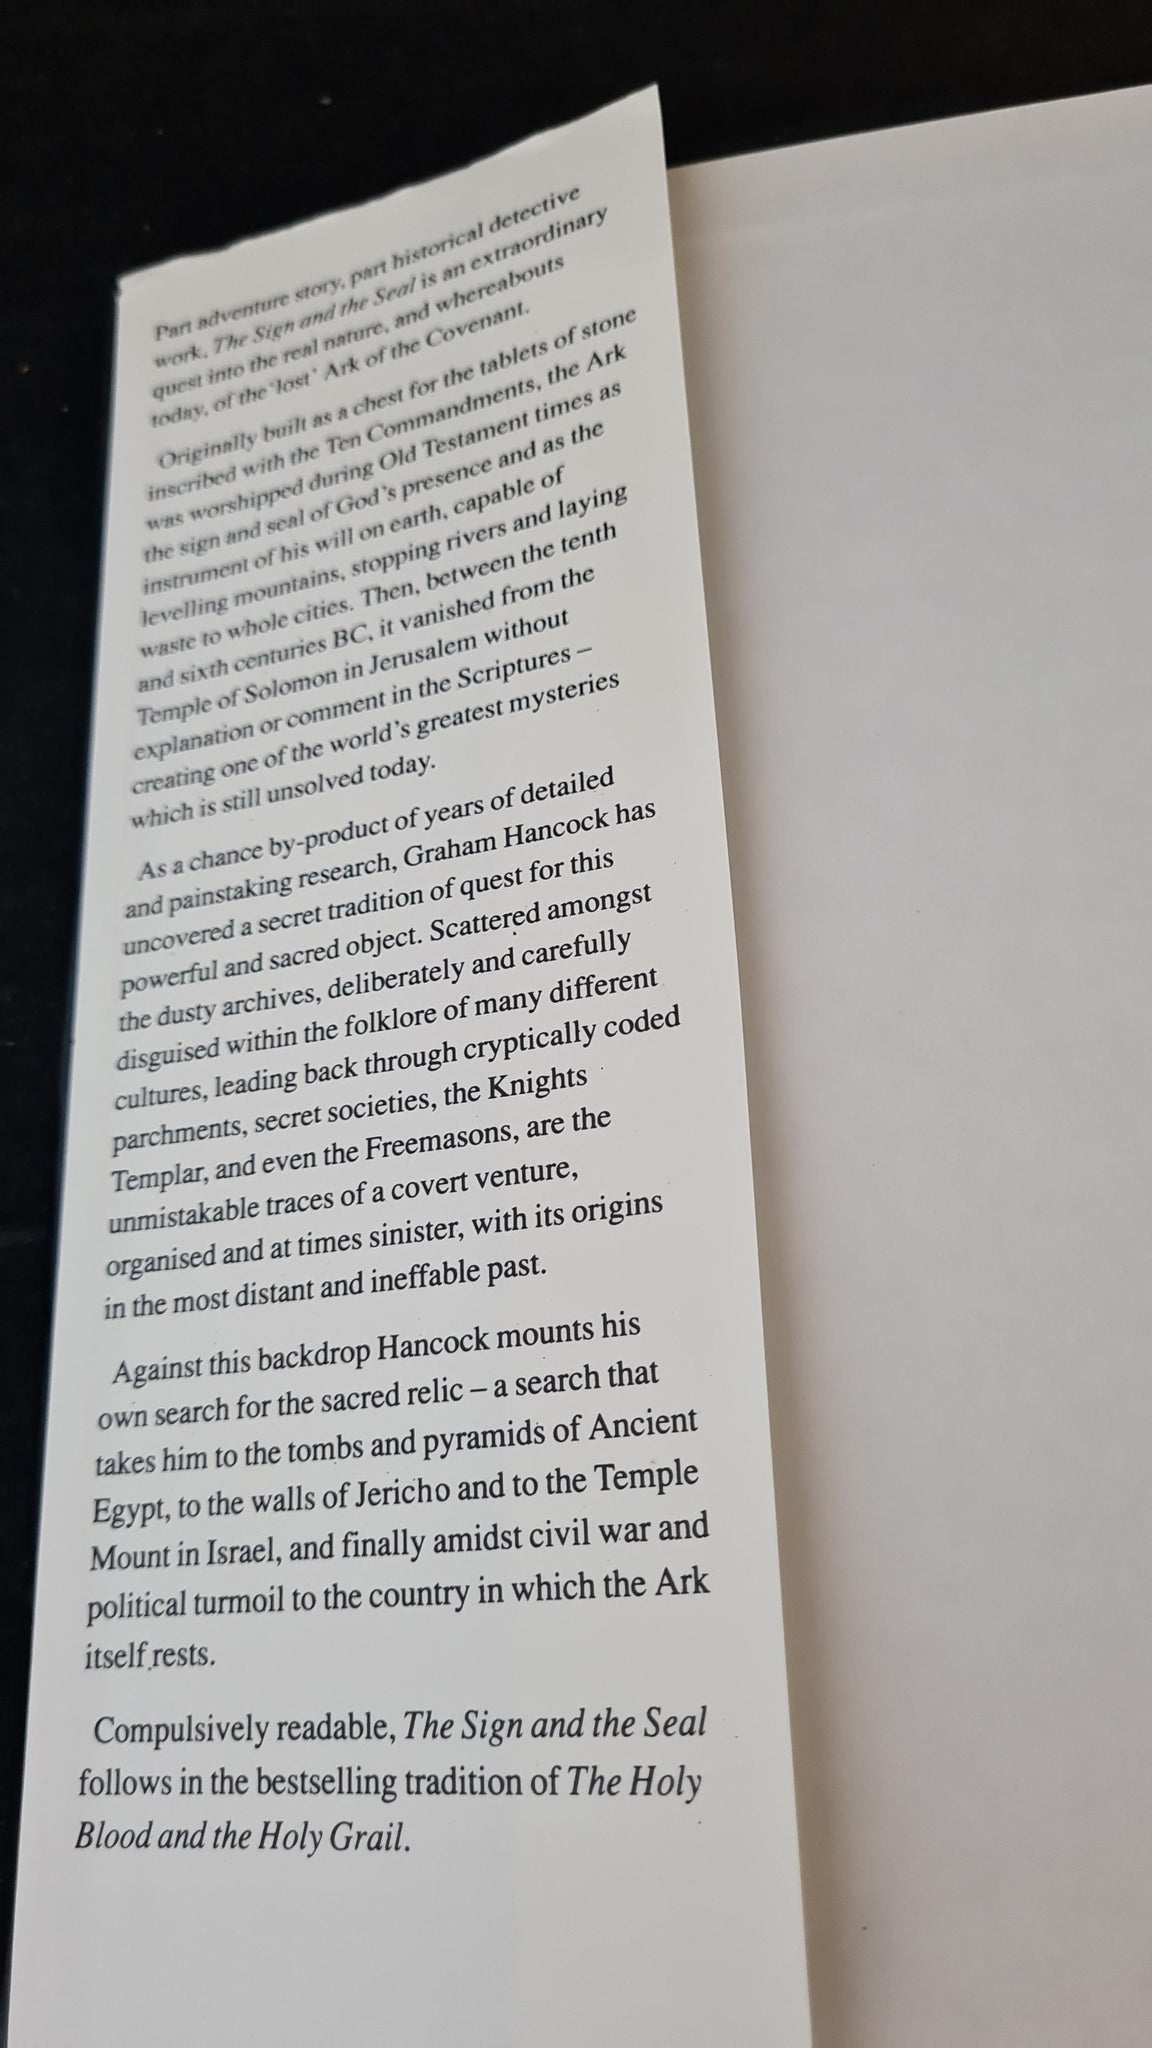 Part adventure story, part historical detective
work, The Sign and the Seal is an extraordinary
quest into the real nature, and whereabouts
today, of the 'lost' Ark of the Covenant.
Originally built as a chest for the tablets of stone
inscribed with the Ten Commandments, the Ark
was worshipped during Old Testament times as
the sign and seal of God's presence and as the
instrument of his will on earth, capable of
levelling mountains, stopping rivers and laying
waste to whole cities. Then, between the tenth
and sixth centuries BC, it vanished from the
Temple of Solomon in Jerusalem without
explanation or comment in the Scriptures –
creating one of the world's greatest mysteries
which is still unsolved today.
As a chance by-product of years of detailed
and painstaking research, Graham Hancock has
uncovered a secret tradition of quest for this
powerful and sacred object. Scattered amongst
the dusty archives, deliberately and carefully
disguised within the folklore of many different
cultures, leading back through cryptically coded
parchments, secret societies, the Knights
Templar, and even the Freemasons, are the
unmistakable traces of a covert venture,
organised and at times sinister, with its origins
in the most distant and ineffable past.
Against this backdrop Hancock mounts his
own search for the sacred relic – a search that
takes him to the tombs and pyramids of Ancient
Egypt, to the walls of Jericho and to the Temple
Mount in Israel, and finally amidst civil war and
political turmoil to the country in which the Ark
itself rests.
Compulsively readable, The Sign and the Seal
follows in the bestselling tradition of The Holy
Blood and the Holy Grail.